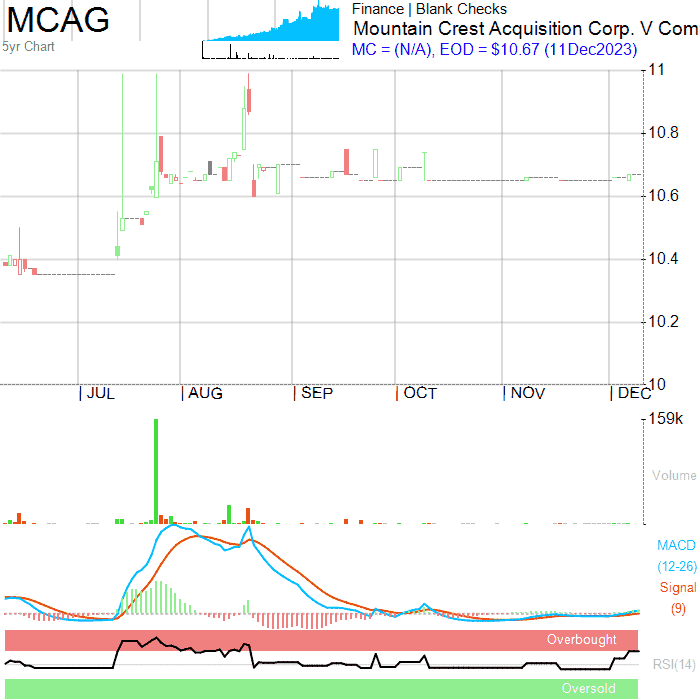 MCAG
5yr Chart
Finance | Blank Checks
Mountain Crest Acquisition Corp. V Com
MC = (N/A), EOD = $10.67 (11Dec2023)
11
10.8
10.6
10.4
10.2
10
| JUL | AUG | SEP | OCT | NOV | DEC
159k
Volume
MACD
(12-26)
Signal
(9)
Overbought
RSI(14)
Oversold